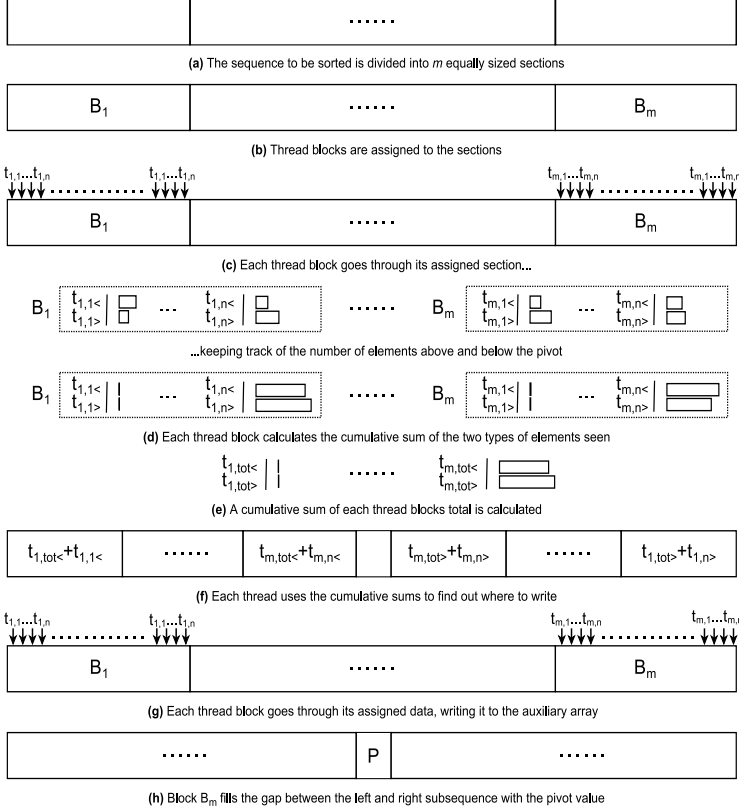 ......
(a) The sequence to be sorted is divided into m equally sized sections
B1 ...... Bm
(b) Thread blocks are assigned to the sections
t1,1...t1,n t1,1...t1,n tm,1...tm,n tm,1...tm,n
B1 ...... Bm
(c) Each thread block goes through its assigned section...
B1 t1,1< ... t1,n< ...... Bm tm,1< ... tm,n<
t1,1> t1,n> tm,1> tm,n>
...keeping track of the number of elements above and below the pivot
B1 t1,1< ... t1,n< ...... Bm tm,1< ... tm,n<
t1,1> t1,n> tm,1> tm,n>
(d) Each thread block calculates the cumulative sum of the two types of elements seen
t1,tot< ...... tm,tot<
t1,tot> tm,tot>
(e) A cumulative sum of each thread blocks total is calculated
t1,tot<+t1,1< ...... tm,tot<+tm,n< tm,tot>+tm,n> ...... t1,tot>+t1,n>
(f) Each thread uses the cumulative sums to find out where to write
t1,1...t1,n t1,1...t1,n tm,1...tm,n tm,1...tm,n
B1 ...... Bm
(g) Each thread block goes through its assigned data, writing it to the auxiliary array
...... P ......
(h) Block Bm fills the gap between the left and right subsequence with the pivot value